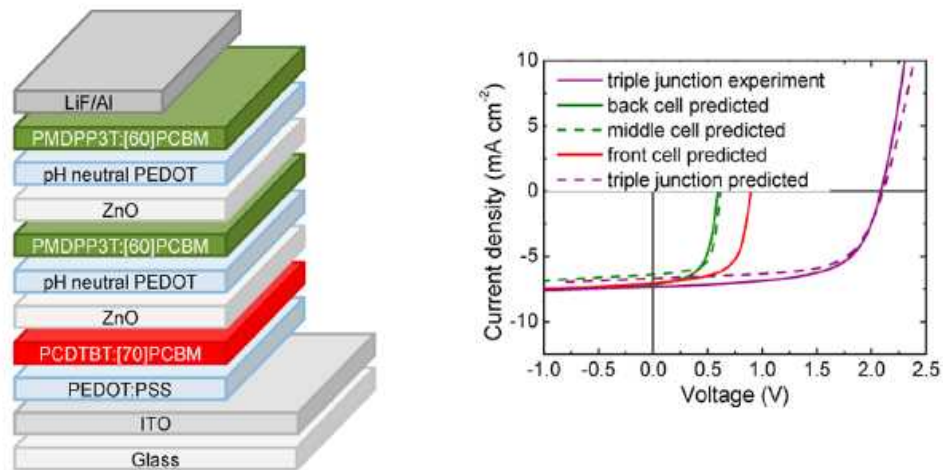 LiF/Al
PMDPP3T:[60]PCBM
pH neutral PEDOT
ZnO
PMDPP3T:[60]PCBM
pH neutral PEDOT
ZnO
PCDTBT:[70]PCBM
PEDOT:PSS
ITO
Glass
Current density (mA cm⁻²)
10
5
0
-5
-10
triple junction experiment
back cell predicted
middle cell predicted
front cell predicted
triple junction predicted
-1.0 -0.5 0.0 0.5 1.0 1.5 2.0 2.5
Voltage (V)